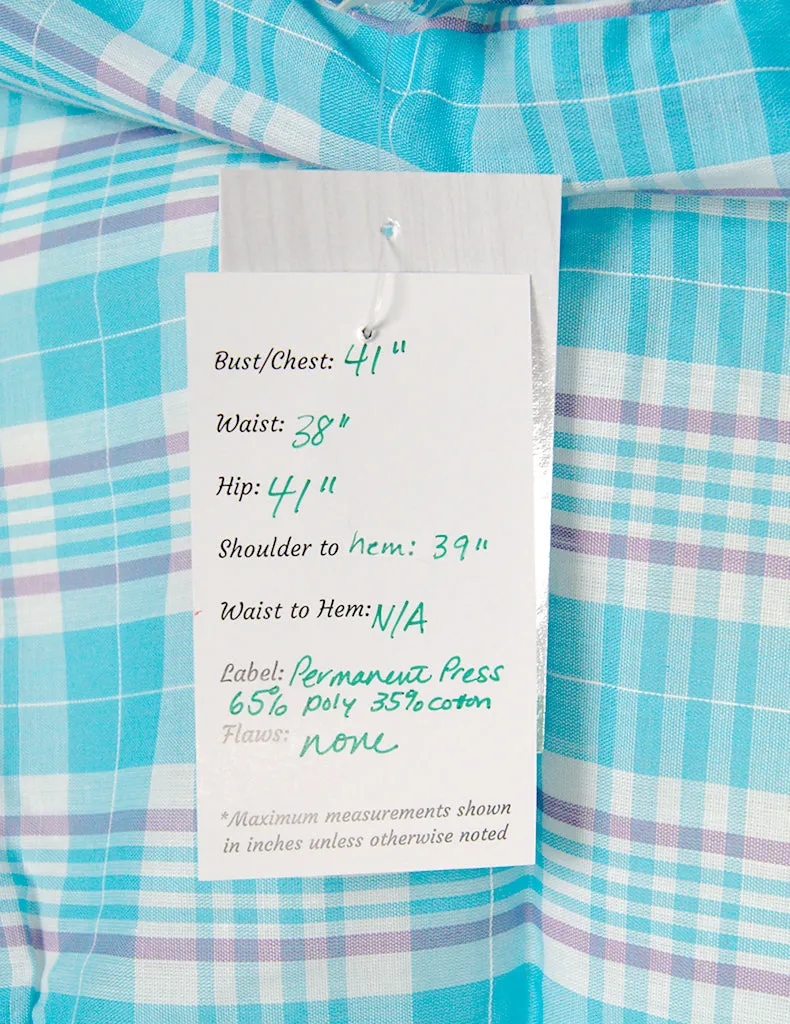 Bust/Chest: 41"
Waist: 38"
Hip: 41"
Shoulder to hem: 39"
Waist to Hem: N/A
Label: Permanent Press
65% poly 35% coton
Flaws: none
*Maximum measurements shown
in inches unless otherwise noted